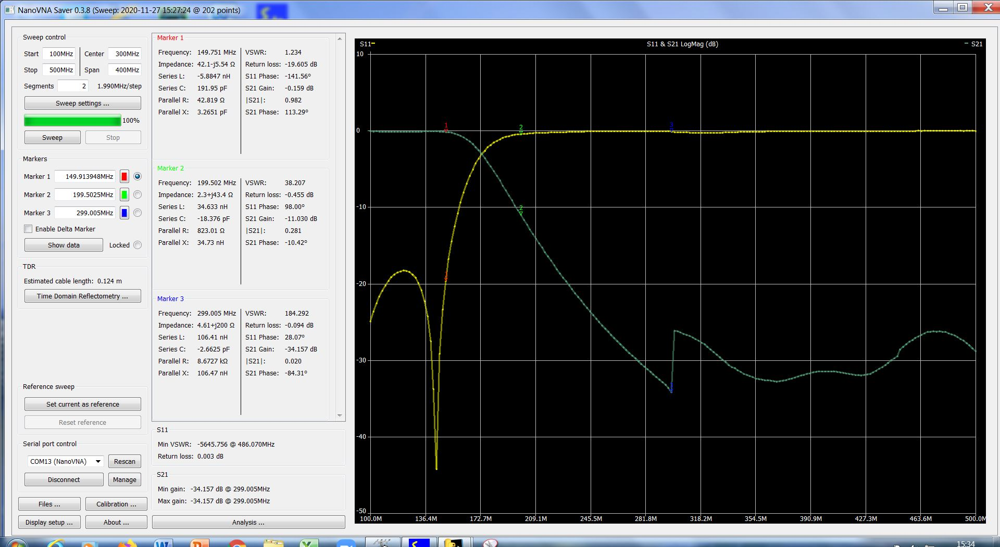 NanoVNA Saver 0.3.8 (Sweep: 2020-11-27 15:27:24 @ 202 points)
Sweep control
Start 100MHz Center 300MHz
Stop 500MHz Span 400MHz
Segments 2 1.990MHz/step
Sweep settings ...
100%
Sweep Stop
Markers
Marker 1 149.913948MHz
Marker 2 199.5025MHz
Marker 3 299.005MHz
Enable Delta Marker
Show data Locked
TDR
Estimated cable length: 0.124 m
Time Domain Reflectometry ...
Reference sweep
Set current as reference
Reset reference
Serial port control
COM13 (NanoVNA) Rescan
Disconnect Manage
Files ... Calibration ...
Display setup ... About ...
Marker 1
Frequency: 149.751 MHz VSWR: 1.234
Impedance: 42.1-j5.54 Ω Return loss: -19.605 dB
Series L: -5.8847 nH S11 Phase: -141.56°
Series C: 191.95 pF S21 Gain: -0.159 dB
Parallel R: 42.819 Ω |S21|: 0.982
Parallel X: 3.2651 pF S21 Phase: 113.29°
Marker 2
Frequency: 199.502 MHz VSWR: 38.207
Impedance: 2.3+j43.4 Ω Return loss: -0.455 dB
Series L: 34.633 nH S11 Phase: 98.00°
Series C: -18.376 pF S21 Gain: -11.030 dB
Parallel R: 823.01 Ω |S21|: 0.281
Parallel X: 34.73 nH S21 Phase: -10.42°
Marker 3
Frequency: 299.005 MHz VSWR: 184.292
Impedance: 4.61+j200 Ω Return loss: -0.094 dB
Series L: 106.41 nH S11 Phase: 28.07°
Series C: -2.6625 pF S21 Gain: -34.157 dB
Parallel R: 8.6727 kΩ |S21|: 0.020
Parallel X: 106.47 nH S21 Phase: -84.31°
S11
Min VSWR: -5645.756 @ 486.070MHz
Return loss: 0.003 dB
S21
Min gain: -34.157 dB @ 299.005MHz
Max gain: -34.157 dB @ 299.005MHz
Analysis ...
S11 S11 & S21 LogMag (dB) S21
10
1 2 3
0
2
-10
1
-20
-30
-40
-50
100.0M 136.4M 172.7M 209.1M 245.5M 281.8M 318.2M 354.5M 390.9M 427.3M 463.6M 500.0M
15:34